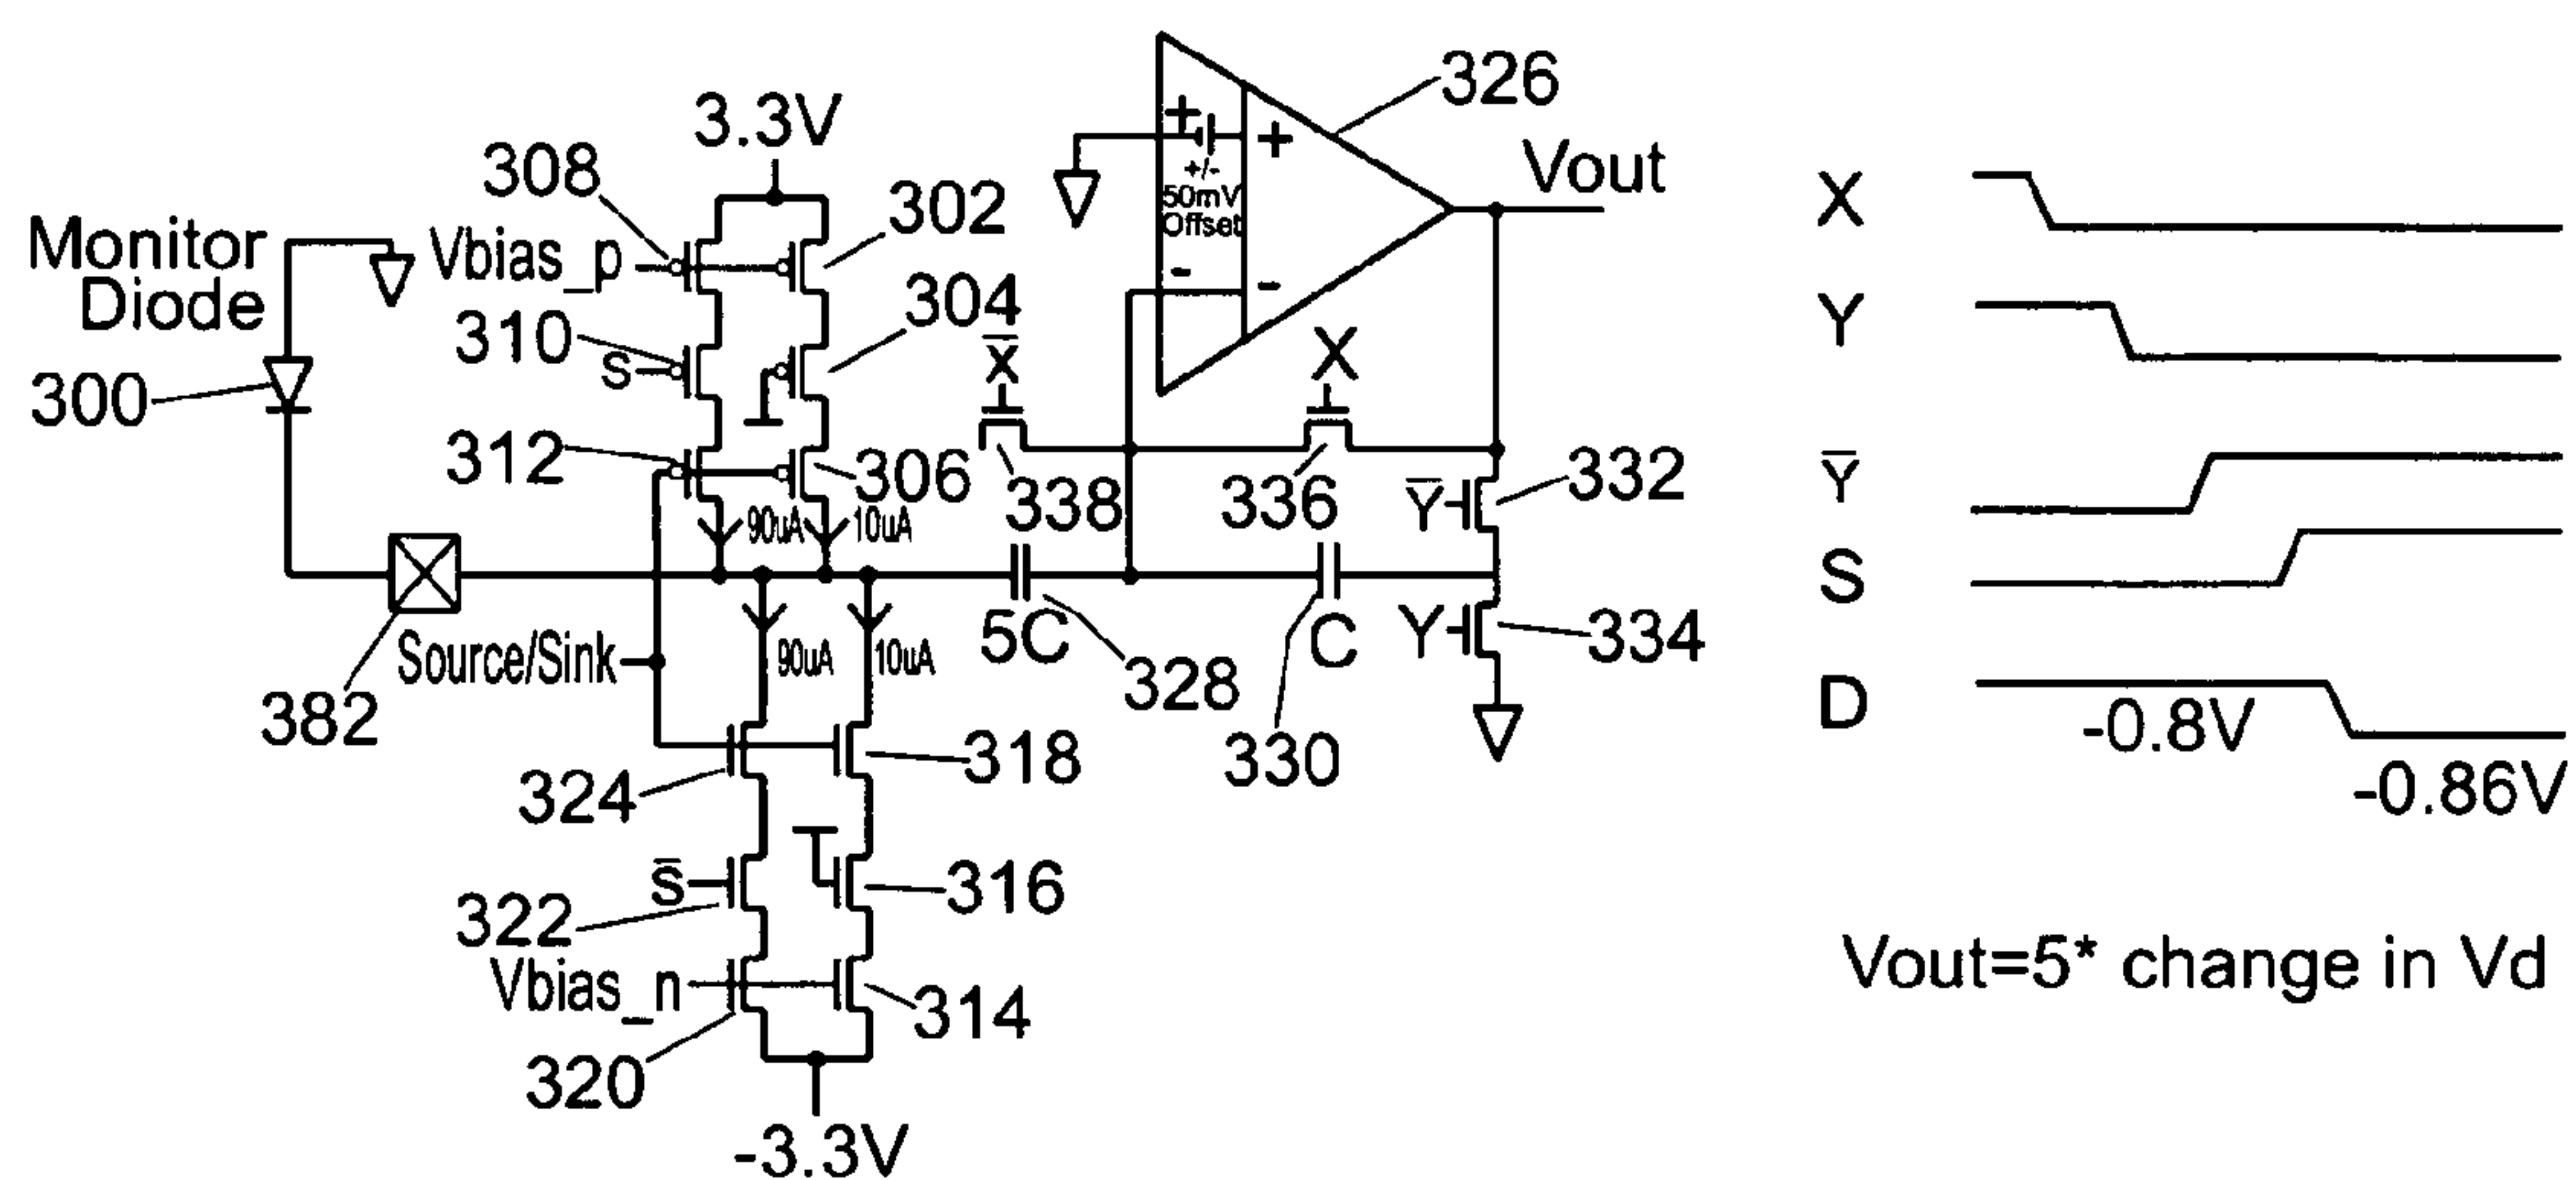 326
3.3V
Vout
308
302
+
+
+/-
50mV
Offset
-
-
X
Monitor
Diode
Vbias_p
304
310
S
X̅
X
Y
300
312
306
338
336
Y̅
332
Y̅
90uA
10uA
S
382
Source/Sink
90uA
10uA
5C
328
C
330
Y
334
D
-0.8V
-0.86V
324
318
S̅
322
316
Vbias_n
314
320
-3.3V
Vout=5* change in Vd